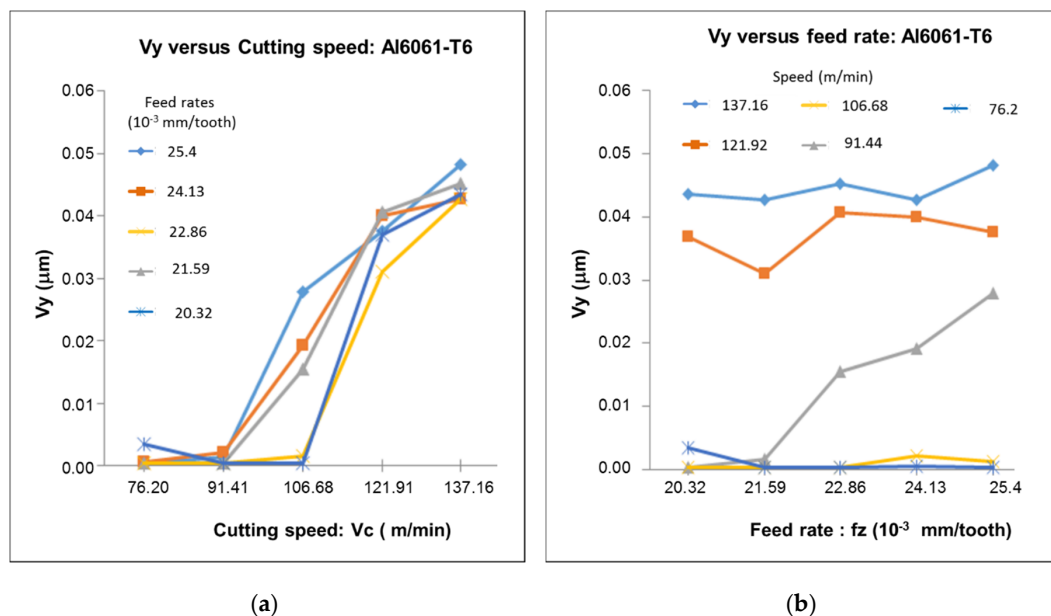 Vy versus Cutting speed: Al6061-T6
Feed rates
(10⁻³ mm/tooth)
25.4
24.13
22.86
21.59
20.32
0.06
0.05
0.04
0.03
0.02
0.01
0.00
Vy (μm)
76.20 91.41 106.68 121.91 137.16
Cutting speed: Vc ( m/min)
(a)
Vy versus feed rate: Al6061-T6
Speed (m/min)
137.16 106.68 76.2
121.92 91.44
0.06
0.05
0.04
0.03
0.02
0.01
0.00
Vy (μm)
20.32 21.59 22.86 24.13 25.4
Feed rate : fz (10⁻³ mm/tooth)
(b)